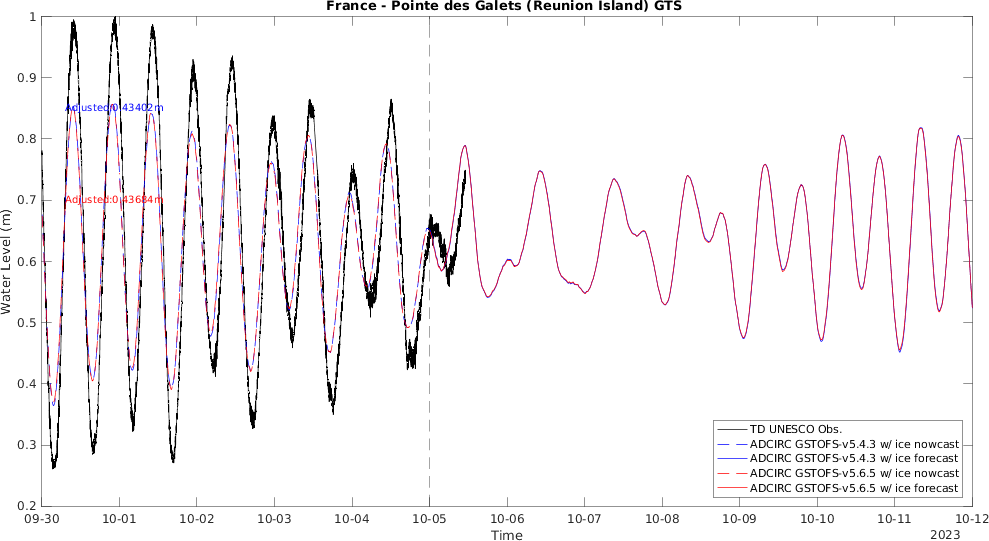 France - Pointe des Galets (Reunion Island) GTS
1
0.9
0.8
0.7
0.6
0.5
0.4
0.3
0.2
Water Level (m)
Adjusted:0.43402m
Adjusted:0.43684m
TD UNESCO Obs.
ADCIRC GSTOFS-v5.4.3 w/ ice nowcast
ADCIRC GSTOFS-v5.4.3 w/ ice forecast
ADCIRC GSTOFS-v5.6.5 w/ ice nowcast
ADCIRC GSTOFS-v5.6.5 w/ ice forecast
09-30 10-01 10-02 10-03 10-04 10-05 10-06 10-07 10-08 10-09 10-10 10-11 10-12
Time
2023